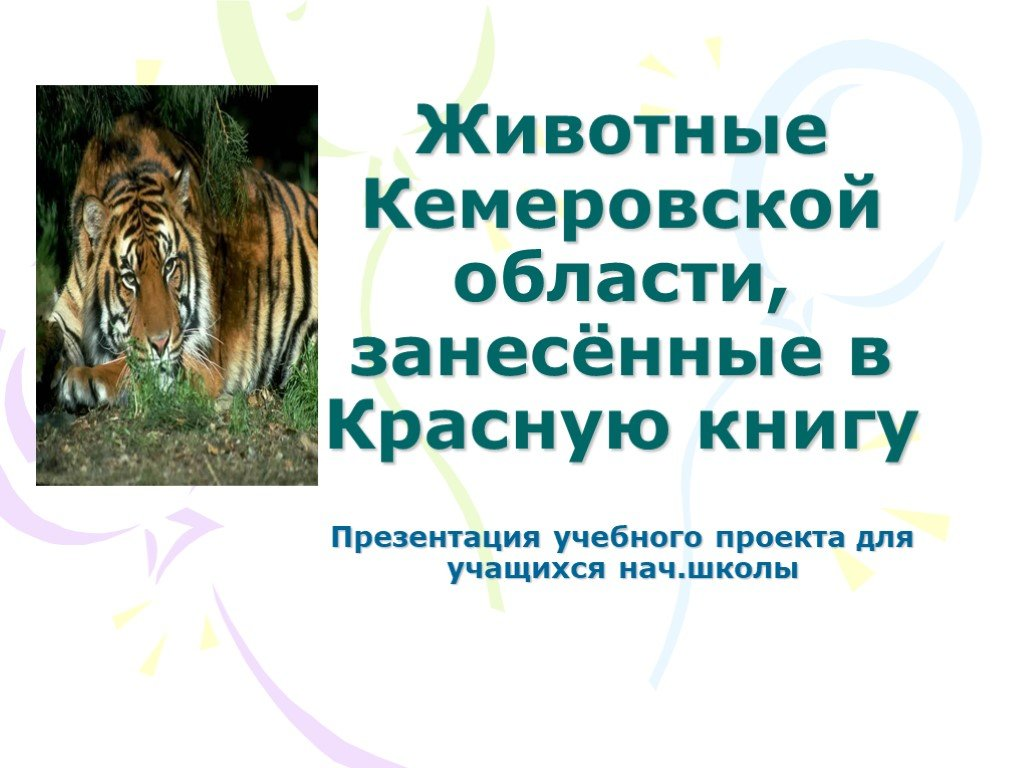 Животные
Кемеровской
области,
занесённые в
Красную книгу
Презентация учебного проекта для
учащихся нач.школы